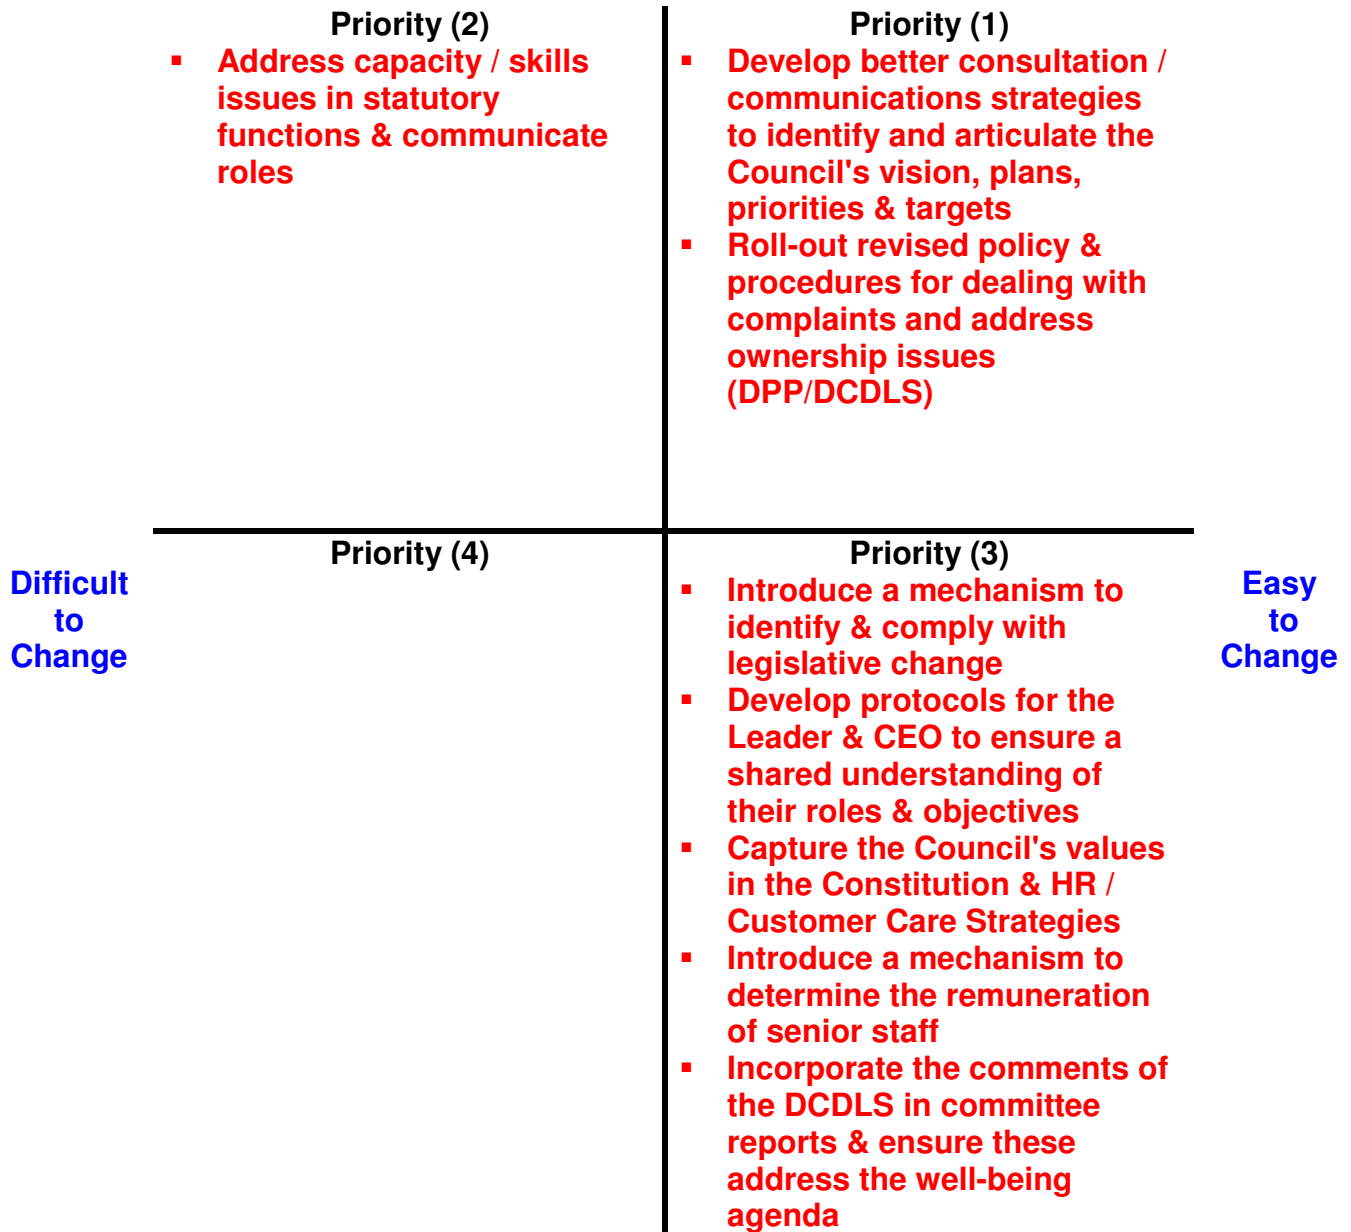 Priority (2)
▪ Address capacity / skills
issues in statutory
functions & communicate
roles
Priority (1)
▪ Develop better consultation /
communications strategies
to identify and articulate the
Council's vision, plans,
priorities & targets
▪ Roll-out revised policy &
procedures for dealing with
complaints and address
ownership issues
(DPP/DCDLS)
Difficult
to
Change
Priority (4)
Priority (3)
▪ Introduce a mechanism to
identify & comply with
legislative change
▪ Develop protocols for the
Leader & CEO to ensure a
shared understanding of
their roles & objectives
▪ Capture the Council's values
in the Constitution & HR /
Customer Care Strategies
▪ Introduce a mechanism to
determine the remuneration
of senior staff
▪ Incorporate the comments of
the DCDLS in committee
reports & ensure these
address the well-being
agenda
Easy
to
Change